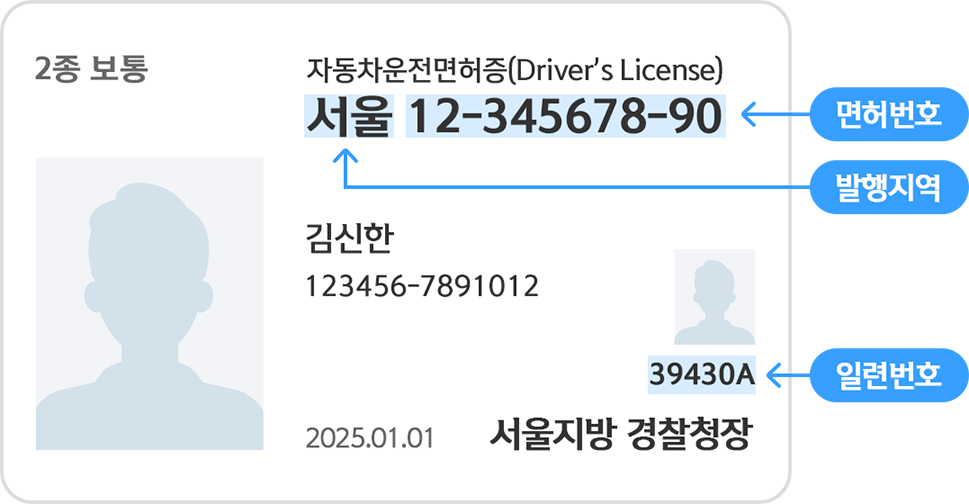 2종 보통
자동차운전면허증(Driver's License)
서울 12-345678-90
면허번호
발행지역
김신한
123456-7891012
39430A
일련번호
2025.01.01
서울지방 경찰청장